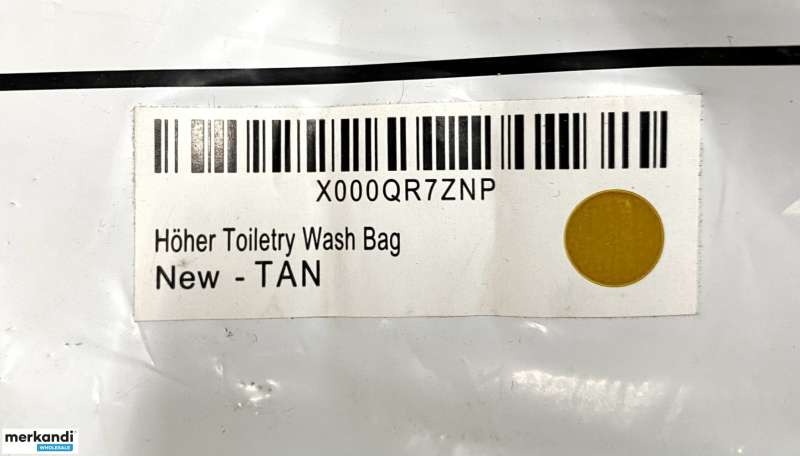 X000QR7ZNP
Höher Toiletry Wash Bag
New - TAN
merkandi
WHOLESALE